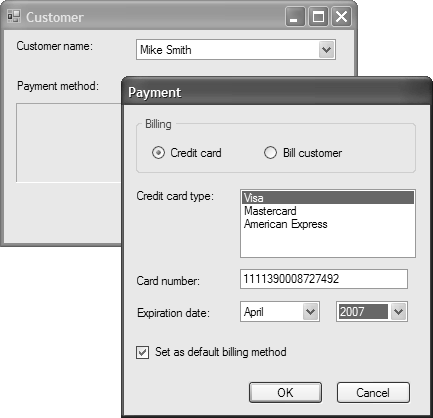 Customer
Customer name: Mike Smith
Payment method:
Payment
Billing
Credit card Bill customer
Credit card type: Visa
Mastercard
American Express
Card number: 1111390008727492
Expiration date: April 2007
Set as default billing method
OK Cancel